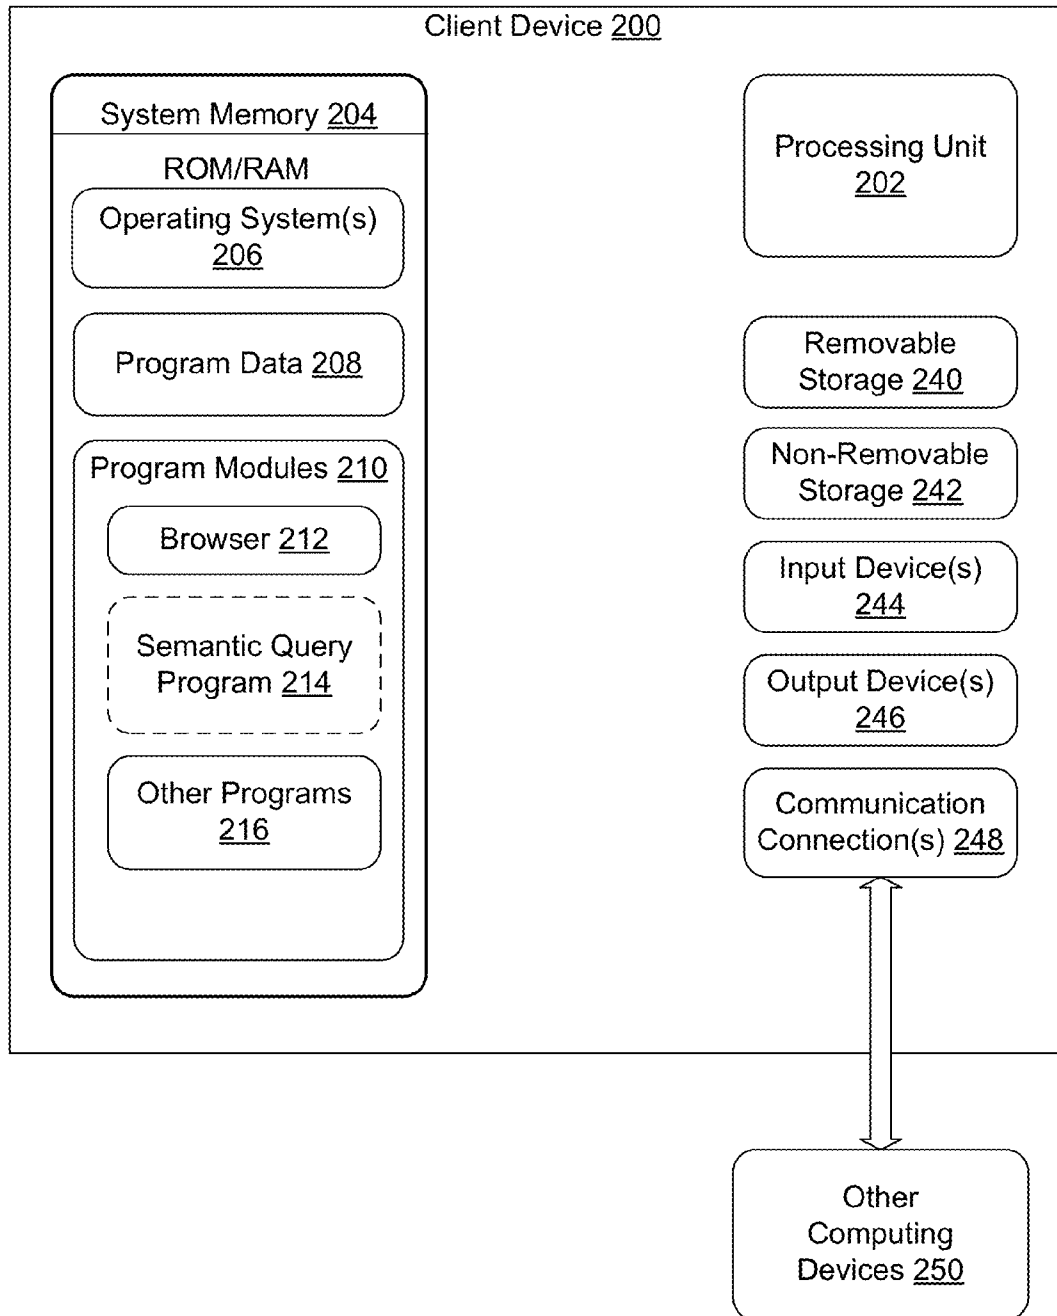 Client Device 200
System Memory 204
ROM/RAM
Operating System(s)
206
Program Data 208
Program Modules 210
Browser 212
Semantic Query
Program 214
Other Programs
216
Processing Unit
202
Removable
Storage 240
Non-Removable
Storage 242
Input Device(s)
244
Output Device(s)
246
Communication
Connection(s) 248
Other
Computing
Devices 250